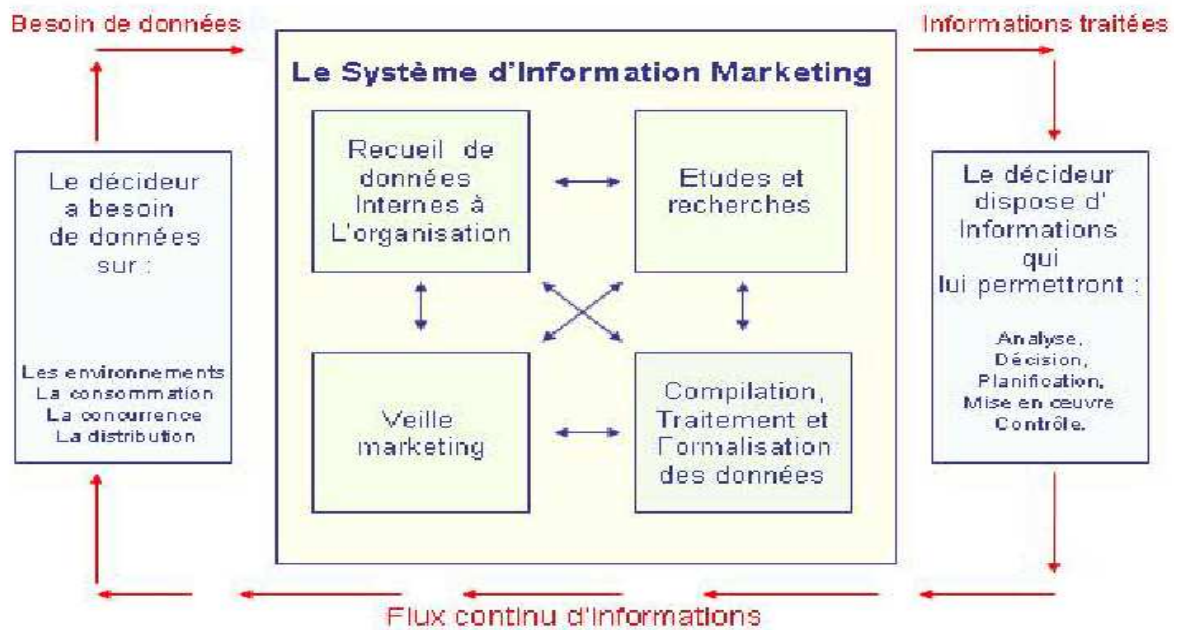 Besoin de données
Informations traitées
Le Système d'Information Marketing
Le décideur
a besoin
de données
sur :
Les environnements
La consommation
La concurrence
La distribution
Recueil de
données
Internes à
L'organisation
Etudes et
recherches
Veille
marketing
Compilation,
Traitement et
Formalisation
des données
Le décideur
dispose d'
Informations
qui
lui permettront :
Analyse,
Décision,
Planification,
Mise en œuvre
Contrôle.
Flux continu d'informations